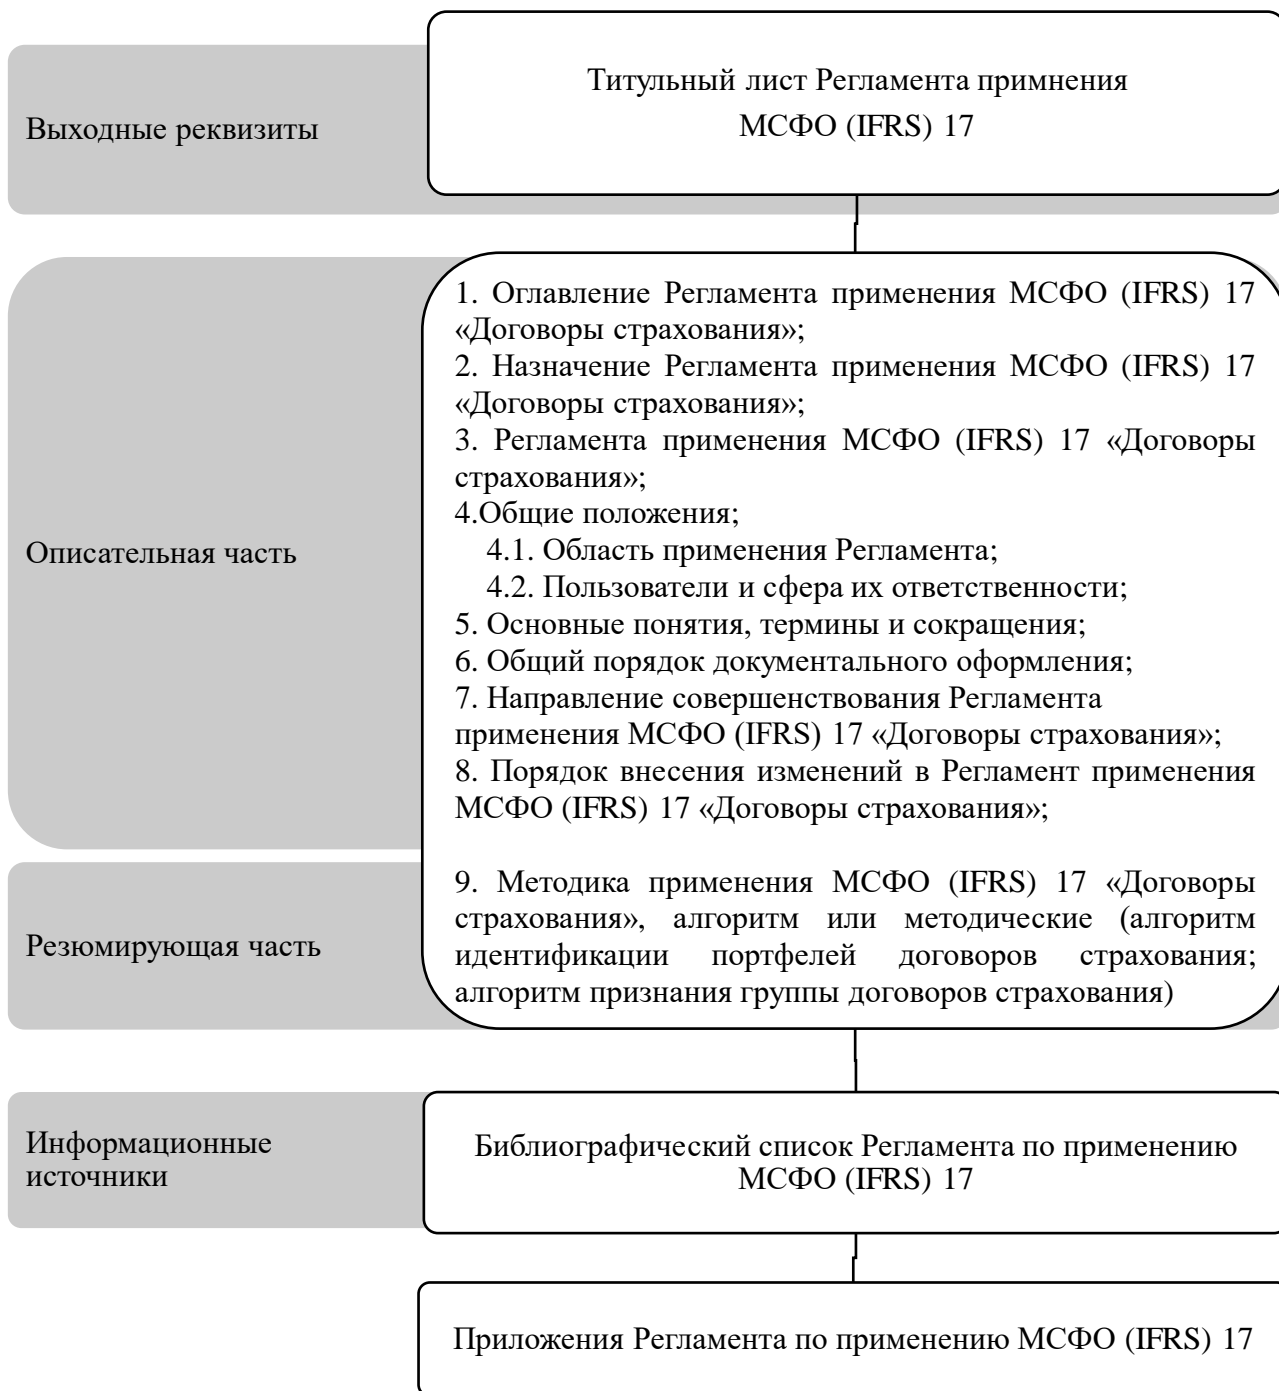 Выходные реквизиты
Титульный лист Регламента примнения
МСФО (IFRS) 17
Описательная часть
1. Оглавление Регламента применения МСФО (IFRS) 17
«Договоры страхования»;
2. Назначение Регламента применения МСФО (IFRS) 17
«Договоры страхования»;
3. Регламента применения МСФО (IFRS) 17 «Договоры
страхования»;
4.Общие положения;
4.1. Область применения Регламента;
4.2. Пользователи и сфера их ответственности;
5. Основные понятия, термины и сокращения;
6. Общий порядок документального оформления;
7. Направление совершенствования Регламента
применения МСФО (IFRS) 17 «Договоры страхования»;
8. Порядок внесения изменений в Регламент применения
МСФО (IFRS) 17 «Договоры страхования»;
Резюмирующая часть
9. Методика применения МСФО (IFRS) 17 «Договоры
страхования», алгоритм или методические (алгоритм
идентификации портфелей договоров страхования;
алгоритм признания группы договоров страхования)
Информационные
источники
Библиографический список Регламента по применению
МСФО (IFRS) 17
Приложения Регламента по применению МСФО (IFRS) 17